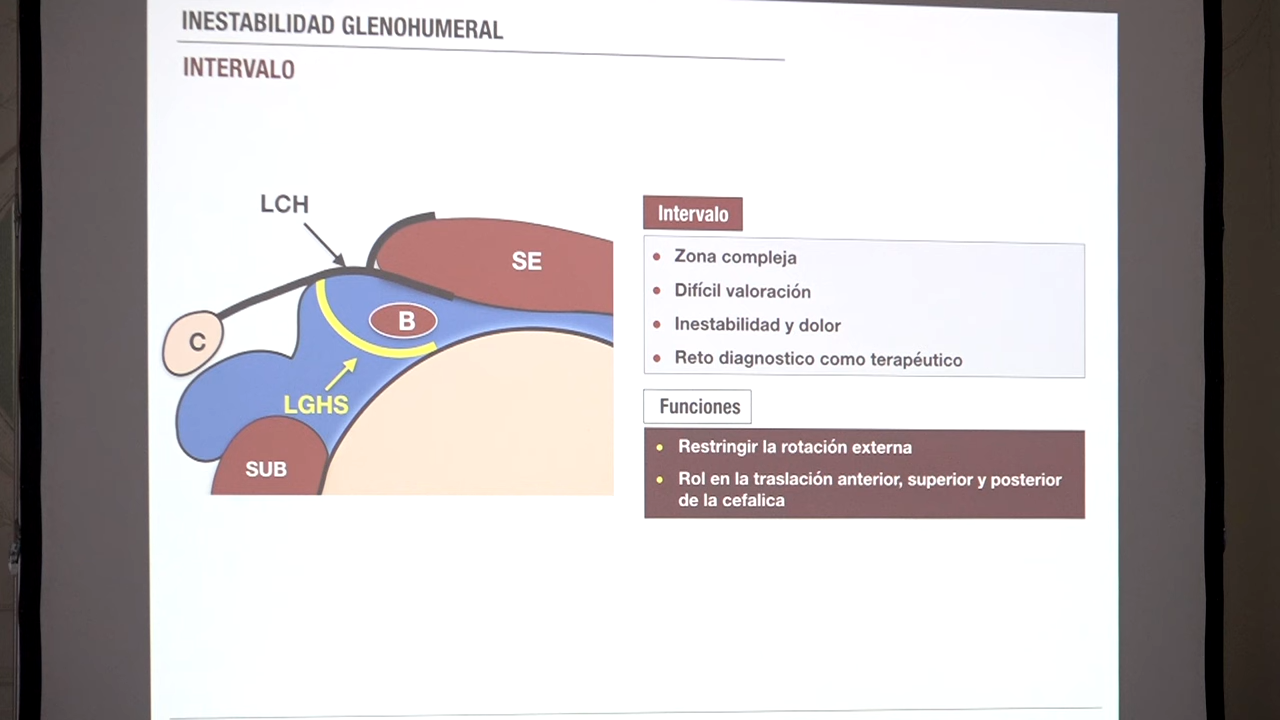 INESTABILIDAD GLENOHUMERAL
INTERVALO
LCH
SE
B
C
LGHS
SUB
Intervalo
Zona compleja
Difícil valoración
Inestabilidad y dolor
Reto diagnostico como terapéutico
Funciones
Restringir la rotación externa
Rol en la traslación anterior, superior y posterior
de la cefalica